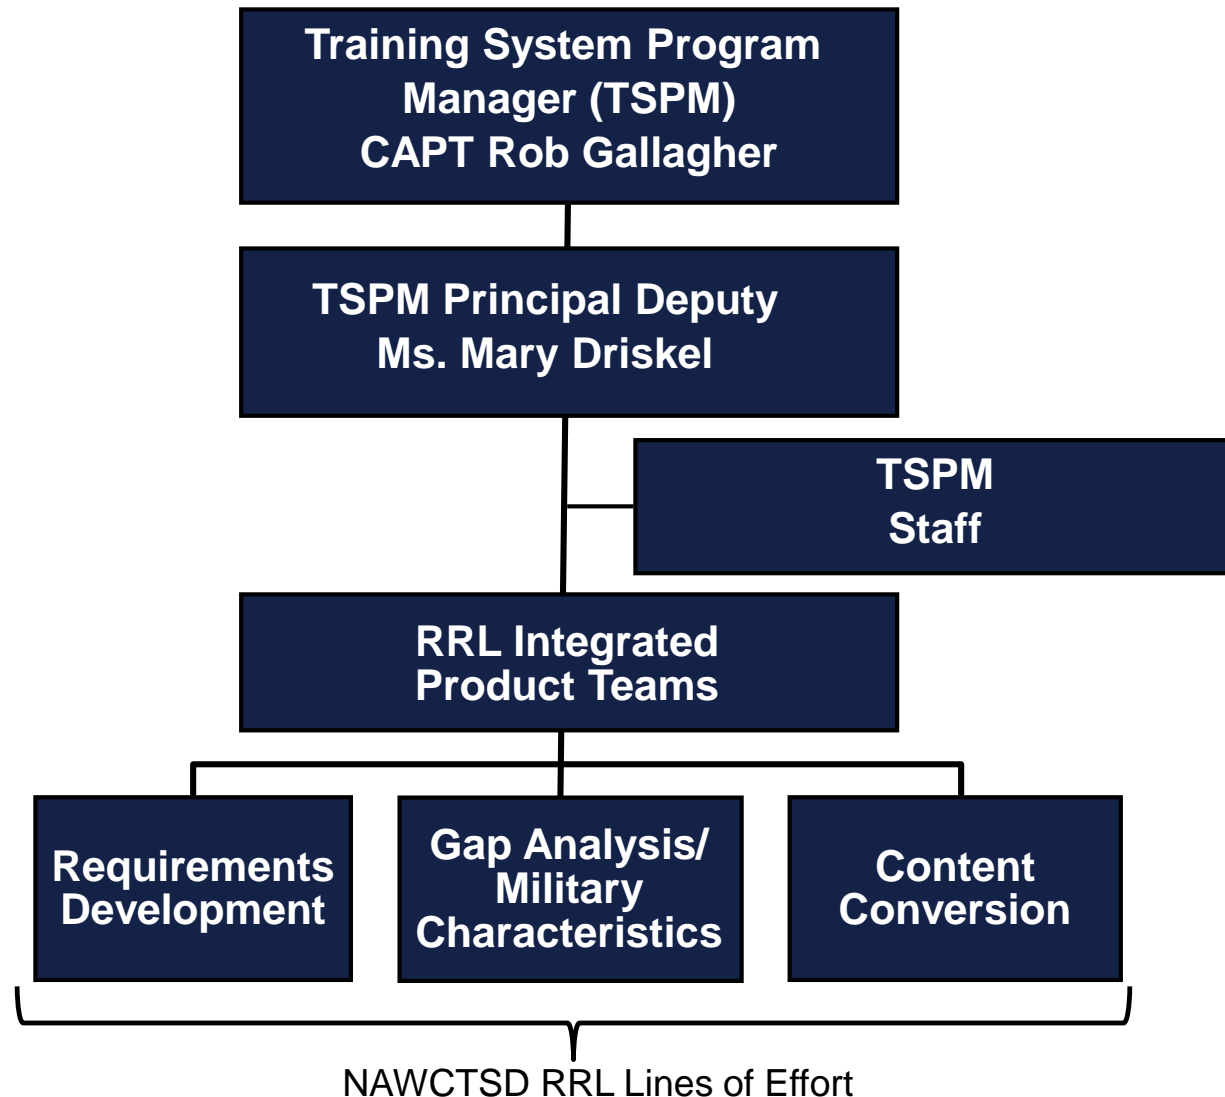 Training System Program
Manager (TSPM)
CAPT Rob Gallagher
TSPM Principal Deputy
Ms. Mary Driskel
TSPM
Staff
RRL Integrated
Product Teams
Requirements
Development
Gap Analysis/
Military
Characteristics
Content
Conversion
NAWCTSD RRL Lines of Effort